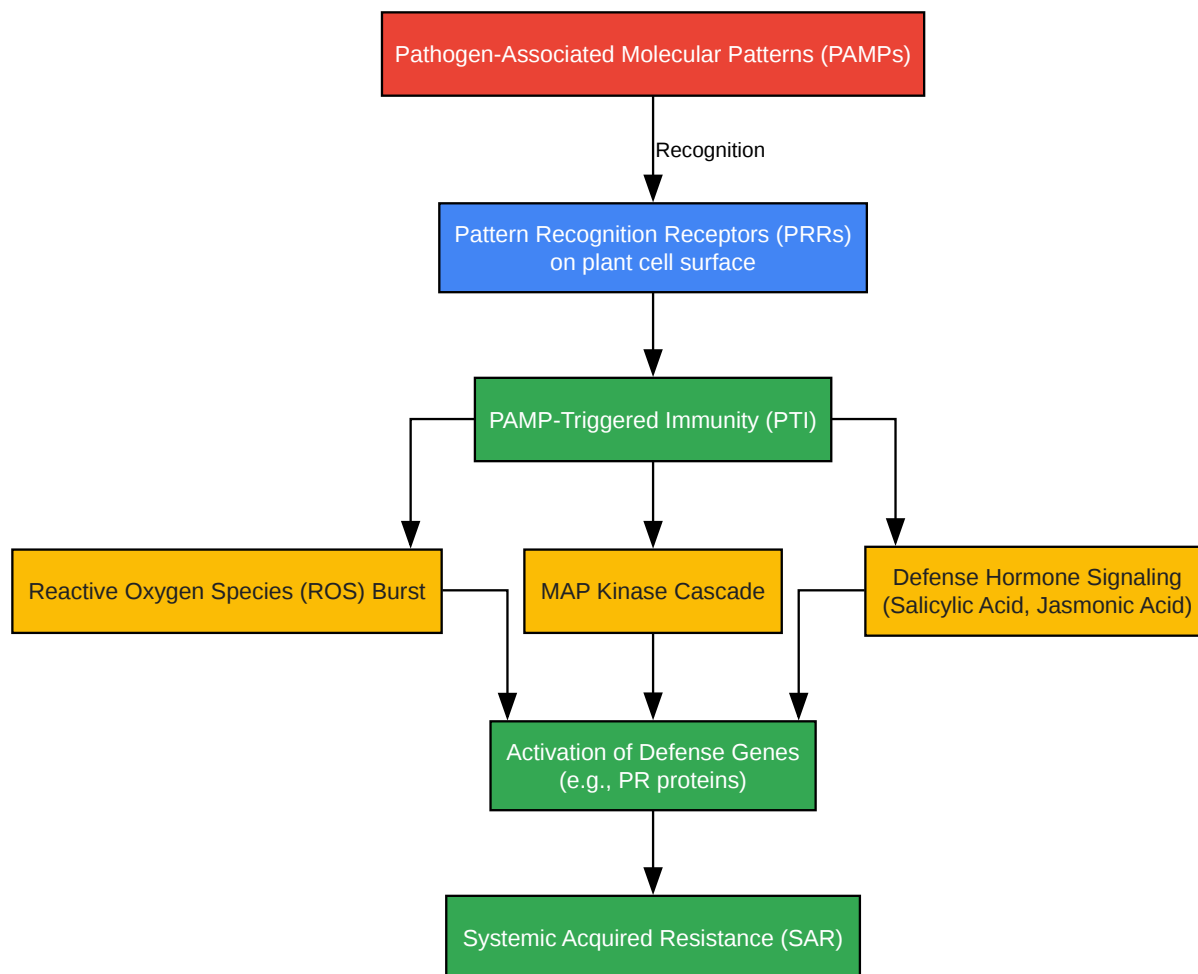 Pathogen-Associated Molecular Patterns (PAMPs)
Recognition
Pattern Recognition Receptors (PRRs)
on plant cell surface
PAMP-Triggered Immunity (PTI)
Reactive Oxygen Species (ROS) Burst
MAP Kinase Cascade
Defense Hormone Signaling
(Salicylic Acid, Jasmonic Acid)
Activation of Defense Genes
(e.g., PR proteins)
Systemic Acquired Resistance (SAR)